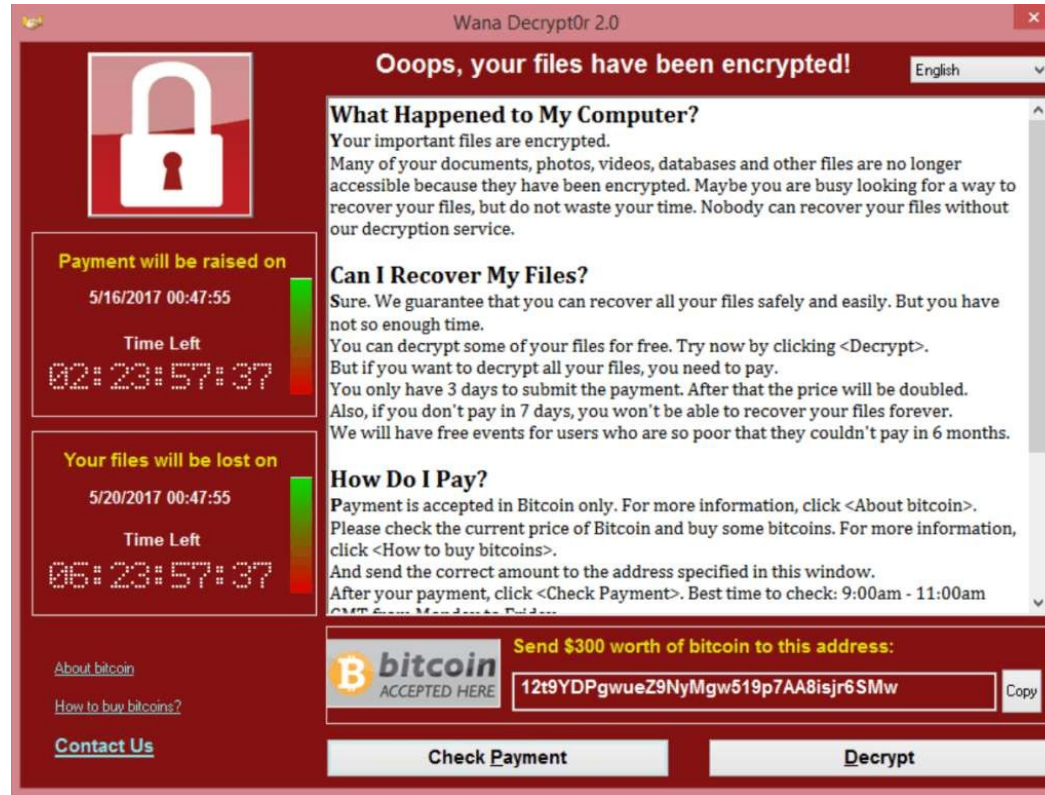 Wana Decrypt0r 2.0
Ooops, your files have been encrypted!
English
What Happened to My Computer?
Your important files are encrypted.
Many of your documents, photos, videos, databases and other files are no longer
accessible because they have been encrypted. Maybe you are busy looking for a way to
recover your files, but do not waste your time. Nobody can recover your files without
our decryption service.
Can I Recover My Files?
Sure. We guarantee that you can recover all your files safely and easily. But you have
not so enough time.
You can decrypt some of your files for free. Try now by clicking <Decrypt>.
But if you want to decrypt all your files, you need to pay.
You only have 3 days to submit the payment. After that the price will be doubled.
Also, if you don't pay in 7 days, you won't be able to recover your files forever.
We will have free events for users who are so poor that they couldn't pay in 6 months.
How Do I Pay?
Payment is accepted in Bitcoin only. For more information, click <About bitcoin>.
Please check the current price of Bitcoin and buy some bitcoins. For more information,
click <How to buy bitcoins>.
And send the correct amount to the address specified in this window.
After your payment, click <Check Payment>. Best time to check: 9:00am - 11:00am
GMT from Monday to Friday
Payment will be raised on
5/16/2017 00:47:55
Time Left
02:23:57:37
Your files will be lost on
5/20/2017 00:47:55
Time Left
06:23:57:37
About bitcoin
How to buy bitcoins?
Contact Us
bitcoin
ACCEPTED HERE
Send $300 worth of bitcoin to this address:
12t9YDPgwueZ9NyMgw519p7AA8isjr6SMw
Copy
Check Payment
Decrypt